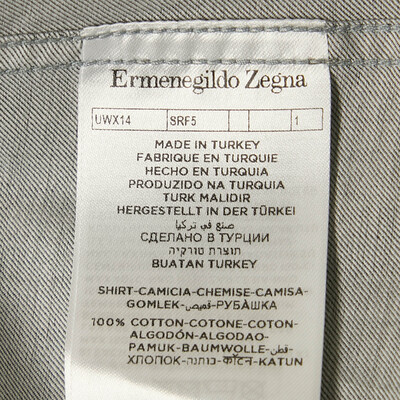 Ermenegildo Zegna
UWX14 SRF5 1
MADE IN TURKEY
FABRIQUE EN TURQUIE
HECHO EN TURQUIA
PRODUZIDO NA TURQUIA
TURK MALIDIR
HERGESTELLT IN DER TÜRKEI
صنع في تركيا
СДЕЛАНО В ТУРЦИИ
תוצרת טורקיה
BUATAN TURKEY
SHIRT-CAMICIA-CHEMISE-CAMISA-
GOMLEK-قميص-РУБАШКА
100% COTTON-COTONE-COTON-
ALGODÓN-ALGODAO-
PAMUK-BAUMWOLLE-قطن-
ХЛОПОК-כותנה-कॉटन-KATUN